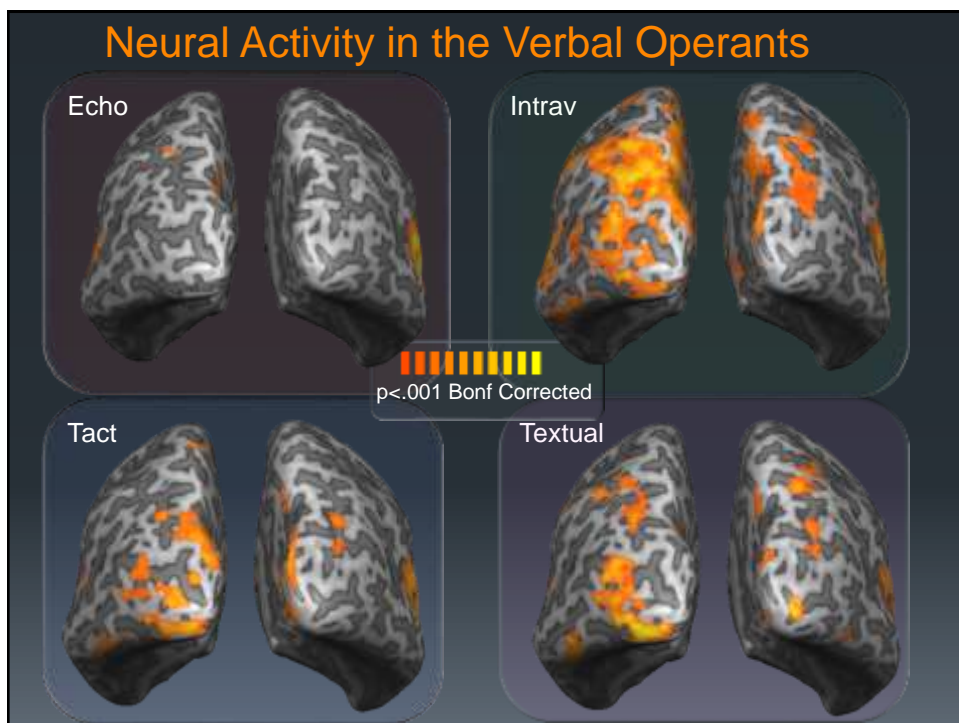 Neural Activity in the Verbal Operants
Echo
Intrav
p<.001 Bonf Corrected
Tact
Textual